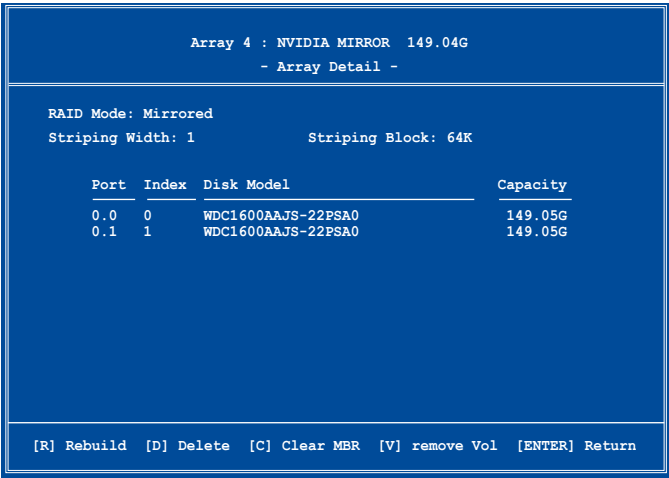 Array 4 : NVIDIA MIRROR 149.04G
- Array Detail -
RAID Mode: Mirrored
Striping Width: 1 Striping Block: 64K
Port Index Disk Model Capacity
0.0 0 WDC1600AAJS-22PSA0 149.05G
0.1 1 WDC1600AAJS-22PSA0 149.05G
[R] Rebuild [D] Delete [C] Clear MBR [V] remove Vol [ENTER] Return